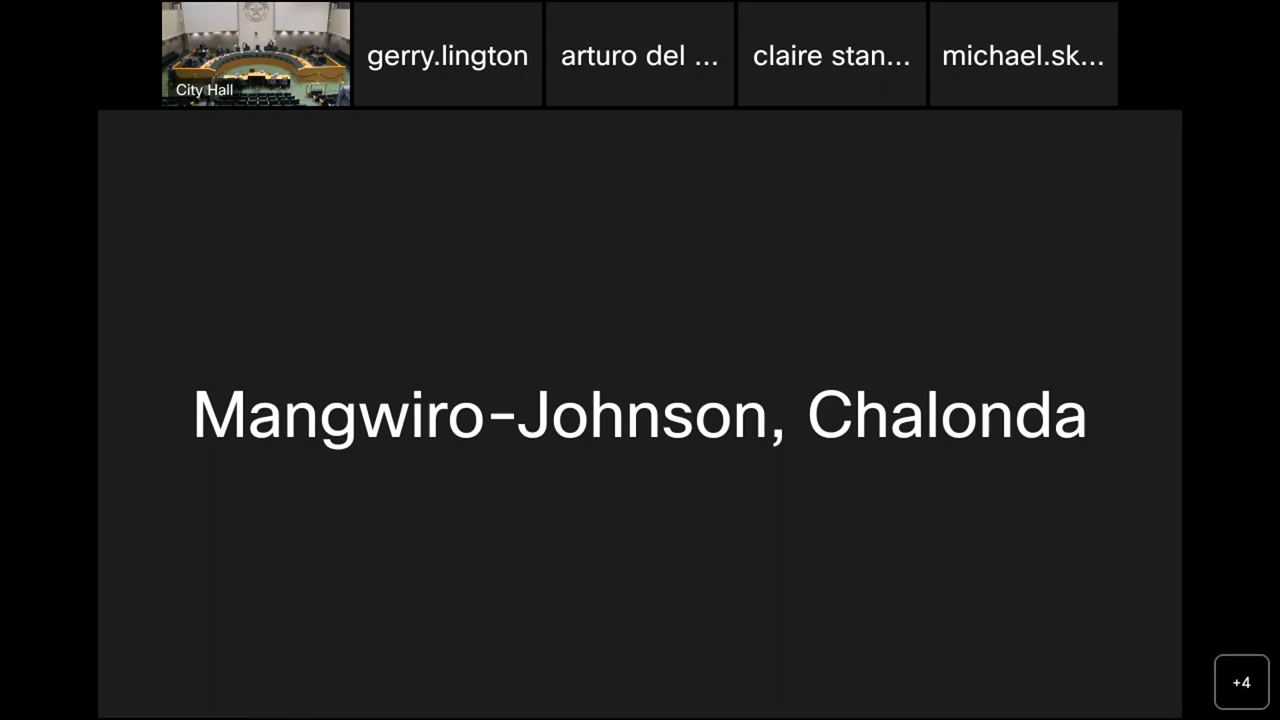 City Hall
gerry.lington
arturo del ...
claire stan...
michael.sk...
Mangwiro-Johnson, Chalonda
+4